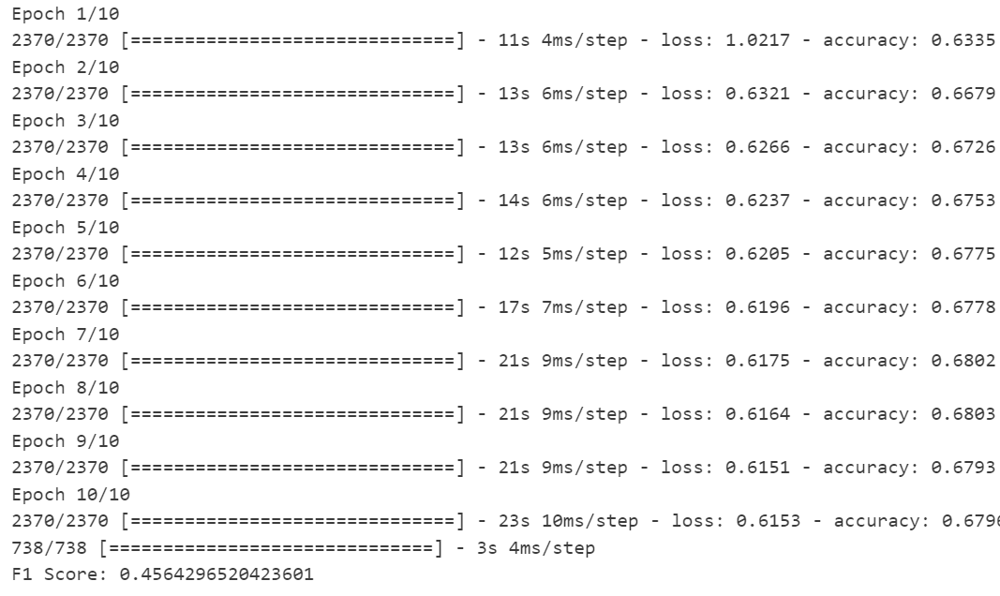 Epoch 1/10
2370/2370 [==============================] - 11s 4ms/step - loss: 1.0217 - accuracy: 0.6335
Epoch 2/10
2370/2370 [==============================] - 13s 6ms/step - loss: 0.6321 - accuracy: 0.6679
Epoch 3/10
2370/2370 [==============================] - 13s 6ms/step - loss: 0.6266 - accuracy: 0.6726
Epoch 4/10
2370/2370 [==============================] - 14s 6ms/step - loss: 0.6237 - accuracy: 0.6753
Epoch 5/10
2370/2370 [==============================] - 12s 5ms/step - loss: 0.6205 - accuracy: 0.6775
Epoch 6/10
2370/2370 [==============================] - 17s 7ms/step - loss: 0.6196 - accuracy: 0.6778
Epoch 7/10
2370/2370 [==============================] - 21s 9ms/step - loss: 0.6175 - accuracy: 0.6802
Epoch 8/10
2370/2370 [==============================] - 21s 9ms/step - loss: 0.6164 - accuracy: 0.6803
Epoch 9/10
2370/2370 [==============================] - 21s 9ms/step - loss: 0.6151 - accuracy: 0.6793
Epoch 10/10
2370/2370 [==============================] - 23s 10ms/step - loss: 0.6153 - accuracy: 0.6796
738/738 [==============================] - 3s 4ms/step
F1 Score: 0.4564296520423601